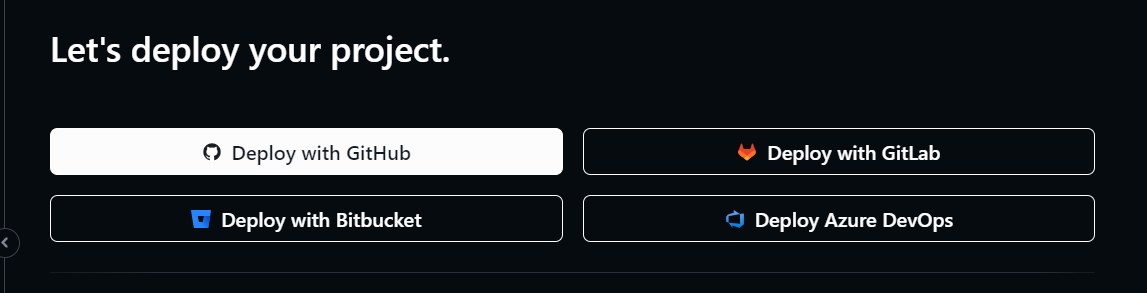 Let's deploy your project.
Deploy with GitHub
Deploy with GitLab
Deploy with Bitbucket
Deploy Azure DevOps